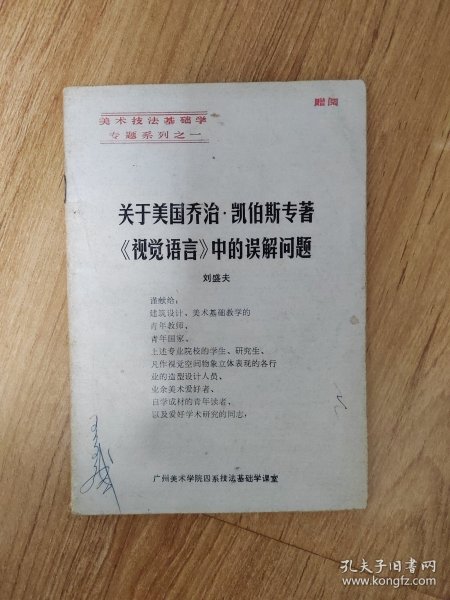 赠阅
美术技法基础学
专题系列之一
关于美国乔治·凯伯斯专著
《视觉语言》中的误解问题
刘盛夫
谨献给：
建筑设计、美术基础教学的
青年教师、
青年国家、
上述专业院校的学生、研究生、
凡作视觉空间物象立体表现的各行
业的造型设计人员、
业余美术爱好者、
自学成材的青年读者、
以及爱好学术研究的同志：
广州美术学院四系技法基础学课室
孔夫子旧书网
www.kongfz.com